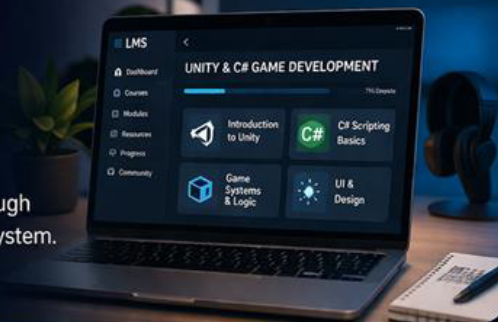 LMS
Dashboard
Courses
Modules
Resources
Progress
Community
UNITY & C# GAME DEVELOPMENT
Introduction
to Unity
C#
C# Scripting
Basics
Game
Systems
& Logic
UI &
Design
ugh
ystem.